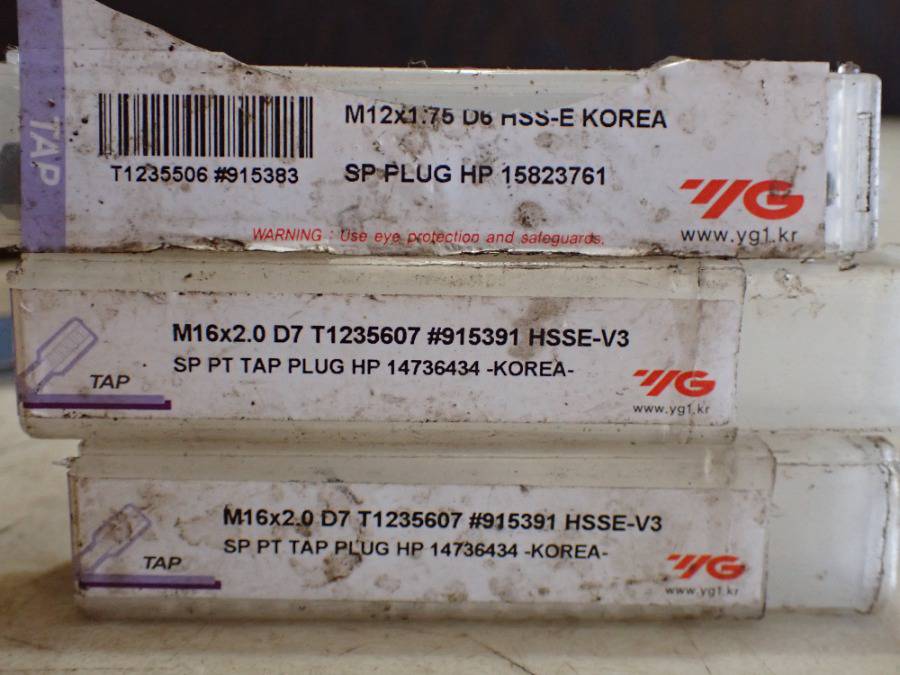 TAP
M12x1.75 D6 HSS-E KOREA
T1235506 #915383
SP PLUG HP 15823761
YG
WARNING : Use eye protection and safeguards.
www.yg1.kr
M16x2.0 D7 T1235607 #915391 HSSE-V3
SP PT TAP PLUG HP 14736434 -KOREA-
TAP
YG
www.yg1.kr
M16x2.0 D7 T1235607 #915391 HSSE-V3
SP PT TAP PLUG HP 14736434 -KOREA-
TAP
YG
www.yg1.kr